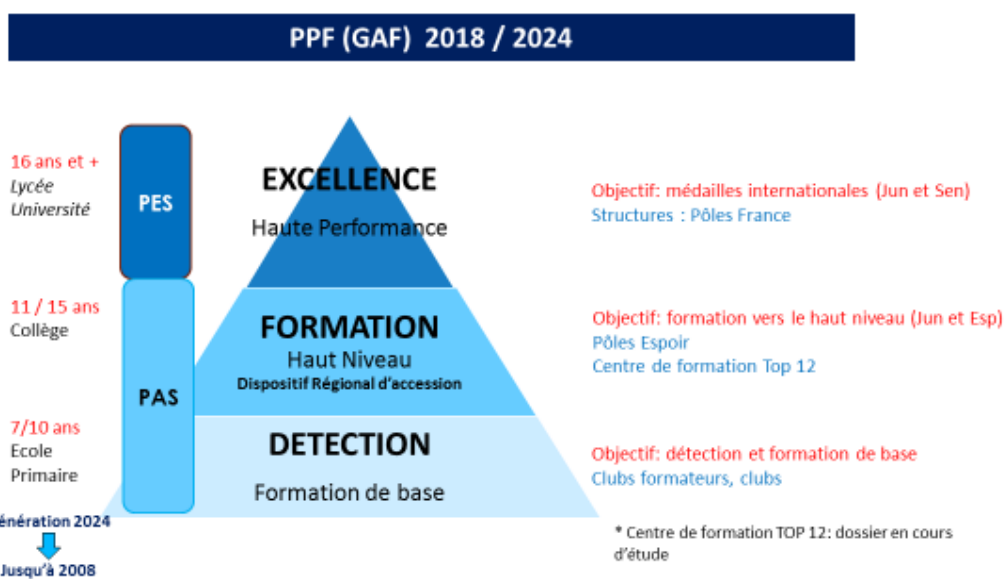 PPF (GAF) 2018 / 2024
16 ans et +
Lycée
Université
PES
EXCELLENCE
Haute Performance
Objectif: médailles internationales (Jun et Sen)
Structures : Pôles France
11 / 15 ans
Collège
FORMATION
Haut Niveau
Dispositif Régional d'accession
Objectif: formation vers le haut niveau (Jun et Esp)
Pôles Espoir
Centre de formation Top 12
PAS
7/10 ans
Ecole
Primaire
DETECTION
Formation de base
Objectif: détection et formation de base
Clubs formateurs, clubs
énération 2024
Jusqu'à 2008
* Centre de formation TOP 12: dossier en cours
d'étude